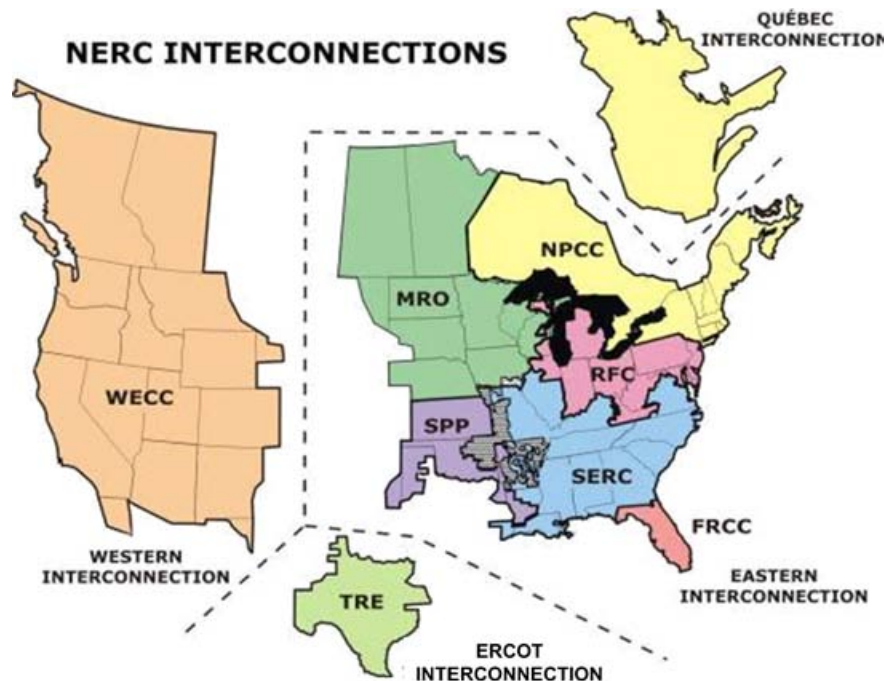 QUÉBEC
INTERCONNECTION
NERC INTERCONNECTIONS
NPCC
MRO
RFC
WECC
SPP
SERC
FRCC
WESTERN
INTERCONNECTION
EASTERN
INTERCONNECTION
TRE
ERCOT
INTERCONNECTION